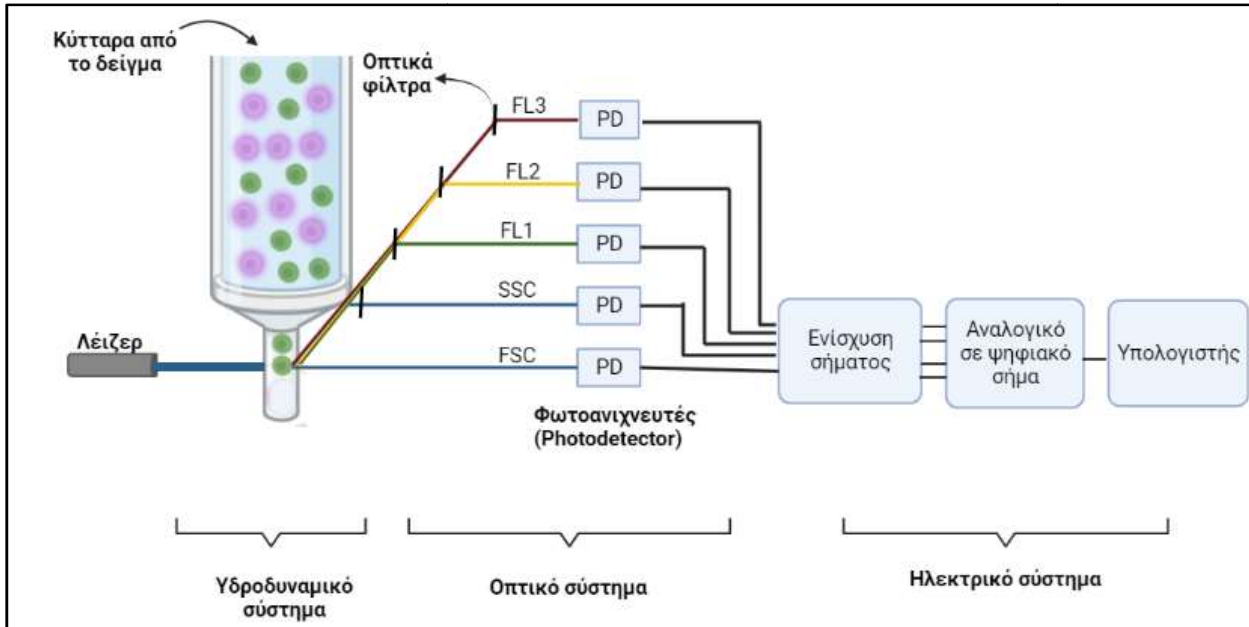 Κύτταρα από
το δείγμα
Οπτικά
φίλτρα
FL3
PD
FL2
PD
FL1
PD
SSC
PD
Λέιζερ
FSC
PD
Ενίσχυση
σήματος
Αναλογικό
σε ψηφιακό
σήμα
Υπολογιστής
Φωτοανιχνευτές
(Photodetector)
Υδροδυναμικό
σύστημα
Οπτικό σύστημα
Ηλεκτρικό σύστημα